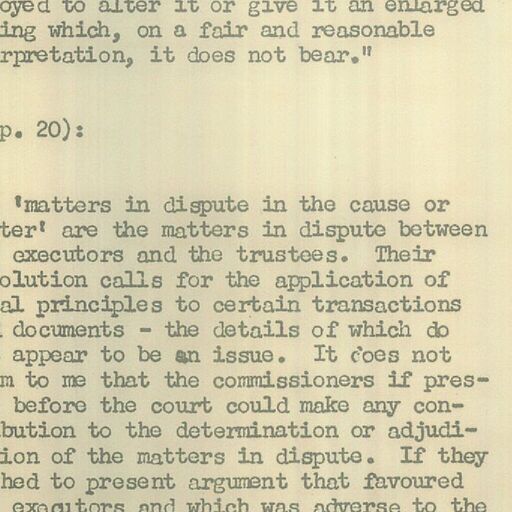 oyed to alter it or give it an enlarged
ing which, on a fair and reasonable
rpretation, it does not bear."
p. 20):
'matters in dispute in the cause or
ter' are the matters in dispute between
executors and the trustees. Their
olution calls for the application of
al principles to certain transactions
documents - the details of which do
appear to be an issue. It does not
m to me that the commissioners if pres-
before the court could make any con-
bution to the determination or adjudi-
ion of the matters in dispute. If they
hed to present argument that favoured
executors and which was adverse to the